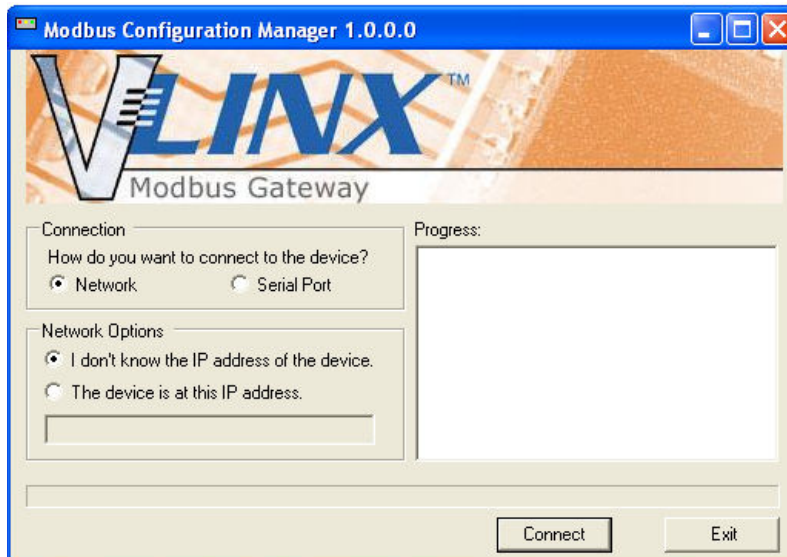 Modbus Configuration Manager 1.0.0.0
VLINX™
Modbus Gateway
Connection
How do you want to connect to the device?
Network Serial Port
Network Options
I don't know the IP address of the device.
The device is at this IP address.
Progress:
Connect Exit